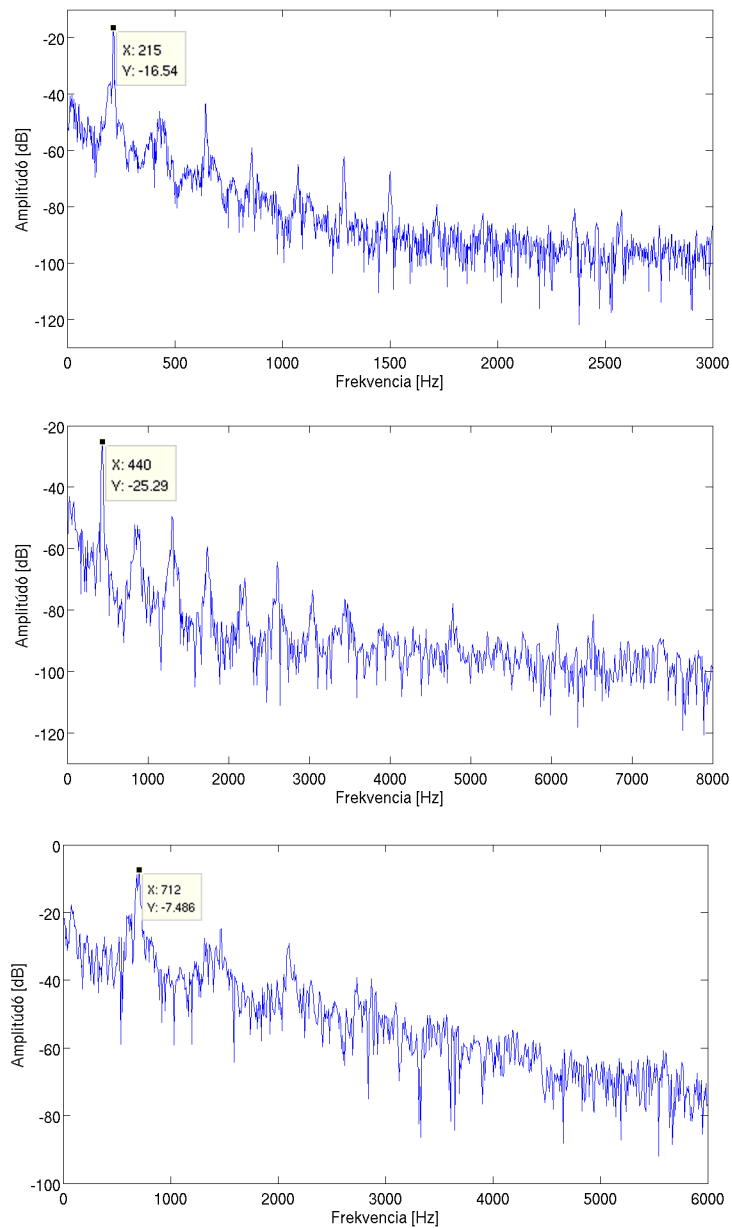 -20
X: 215
Y: -16.54
-40
-60
Amplitúdó [dB]
-80
-100
-120
0 500 1000 1500 2000 2500 3000
Frekvencia [Hz]
-20
X: 440
Y: -25.29
-40
-60
Amplitúdó [dB]
-80
-100
-120
0 1000 2000 3000 4000 5000 6000 7000 8000
Frekvencia [Hz]
0
X: 712
Y: -7.486
-20
-40
Amplitúdó [dB]
-60
-80
-100
0 1000 2000 3000 4000 5000 6000
Frekvencia [Hz]